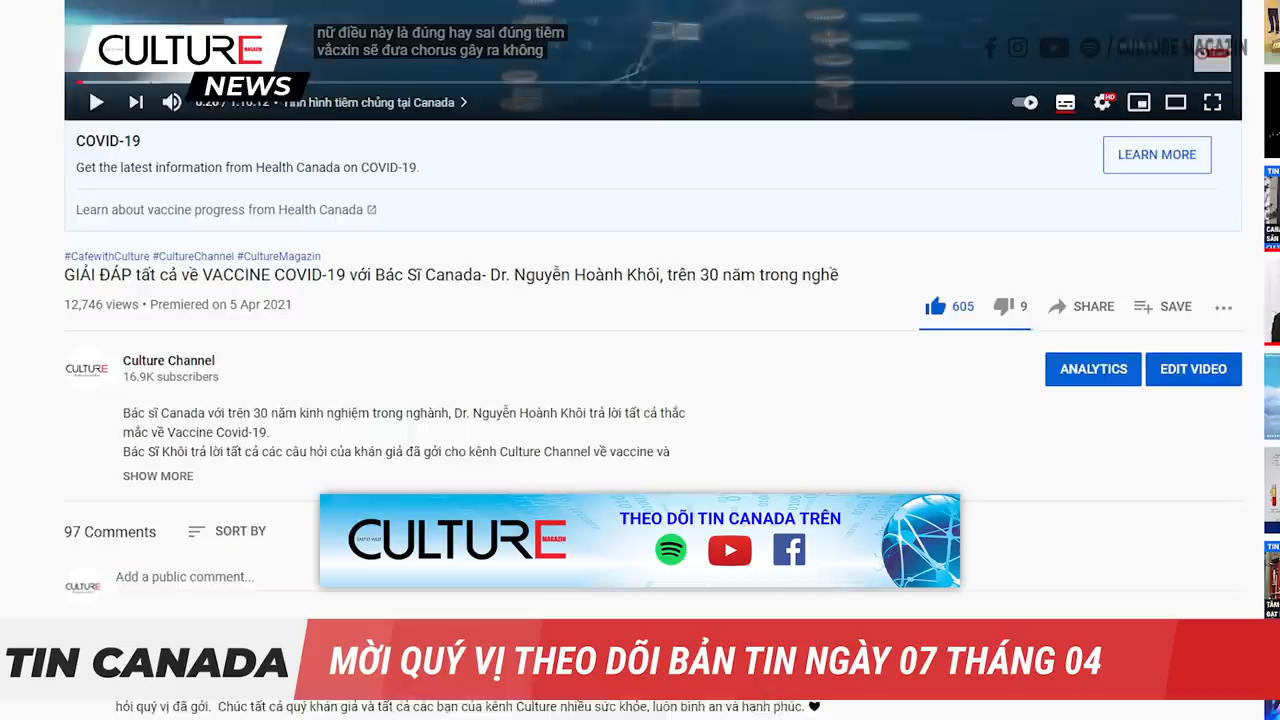 nữ điều này là đúng hay sai đúng tiêm
vắcxin sẽ đưa chorus gây ra không
CULTURE
MAGAZIN
NEWS
/ CULTURE MAGAZIN
0:26 / 1:16:12 • Tình hình tiêm chủng tại Canada
HD
COVID-19
Get the latest information from Health Canada on COVID-19.
LEARN MORE
Learn about vaccine progress from Health Canada
#CafewithCulture #CultureChannel #CultureMagazin
GIẢI ĐÁP tất cả về VACCINE COVID-19 với Bác Sĩ Canada- Dr. Nguyễn Hoành Khôi, trên 30 năm trong nghề
12,746 views • Premiered on 5 Apr 2021
605
9
SHARE
SAVE
CULTURE
Culture Channel
16.9K subscribers
ANALYTICS
EDIT VIDEO
Bác sĩ Canada với trên 30 năm kinh nghiệm trong nghành, Dr. Nguyễn Hoành Khôi trả lời tất cả thắc
mắc về Vaccine Covid-19.
Bác Sĩ Khôi trả lời tất cả các câu hỏi của khán giả đã gởi cho kênh Culture Channel về vaccine và
SHOW MORE
97 Comments
SORT BY
CULTURE
Add a public comment...
CULTURE
MAGAZIN
THEO DÕI TIN CANADA TRÊN
TIN CANADA
MỜI QUÝ VỊ THEO DÕI BẢN TIN NGÀY 07 THÁNG 04
hỏi quý vị đã gởi. Chúc tất cả quý khán giả và tất cả các bạn của kênh Culture nhiều sức khỏe, luôn bình an và hạnh phúc.